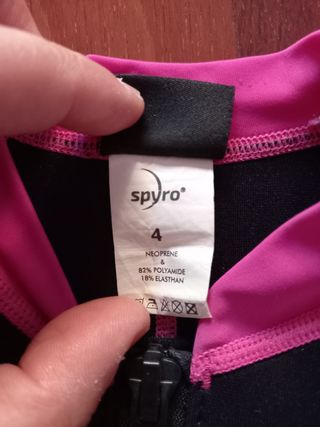 spyro®
4
NEOPRENE
&
82% POLYAMIDE
18% ELASTHAN